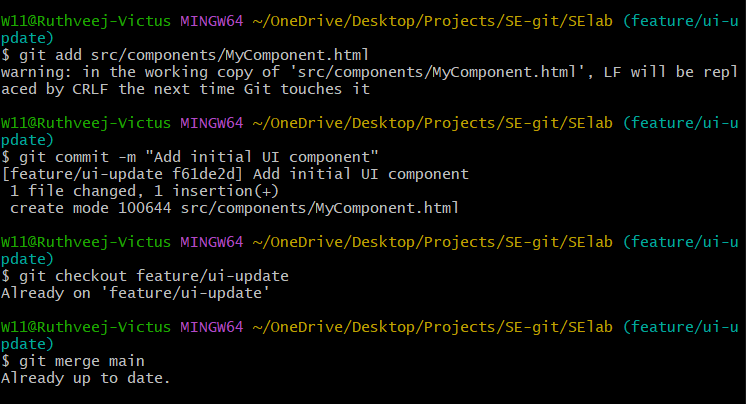 W11@Ruthveej-Victus MINGW64 ~/OneDrive/Desktop/Projects/SE-git/SElab (feature/ui-u
pdate)
$ git add src/components/MyComponent.html
warning: in the working copy of 'src/components/MyComponent.html', LF will be repl
aced by CRLF the next time Git touches it
W11@Ruthveej-Victus MINGW64 ~/OneDrive/Desktop/Projects/SE-git/SElab (feature/ui-u
pdate)
$ git commit -m "Add initial UI component"
[feature/ui-update f61de2d] Add initial UI component
 1 file changed, 1 insertion(+)
 create mode 100644 src/components/MyComponent.html
W11@Ruthveej-Victus MINGW64 ~/OneDrive/Desktop/Projects/SE-git/SElab (feature/ui-u
pdate)
$ git checkout feature/ui-update
Already on 'feature/ui-update'
W11@Ruthveej-Victus MINGW64 ~/OneDrive/Desktop/Projects/SE-git/SElab (feature/ui-u
pdate)
$ git merge main
Already up to date.